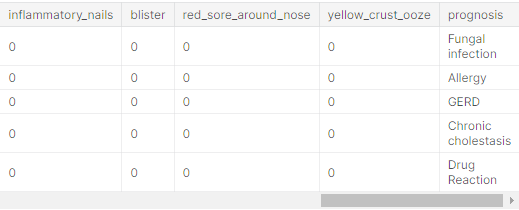 inflammatory_nails blister red_sore_around_nose yellow_crust_ooze prognosis
0 0 0 0 Fungal
infection
0 0 0 0 Allergy
0 0 0 0 GERD
0 0 0 0 Chronic
cholestasis
0 0 0 0 Drug
Reaction